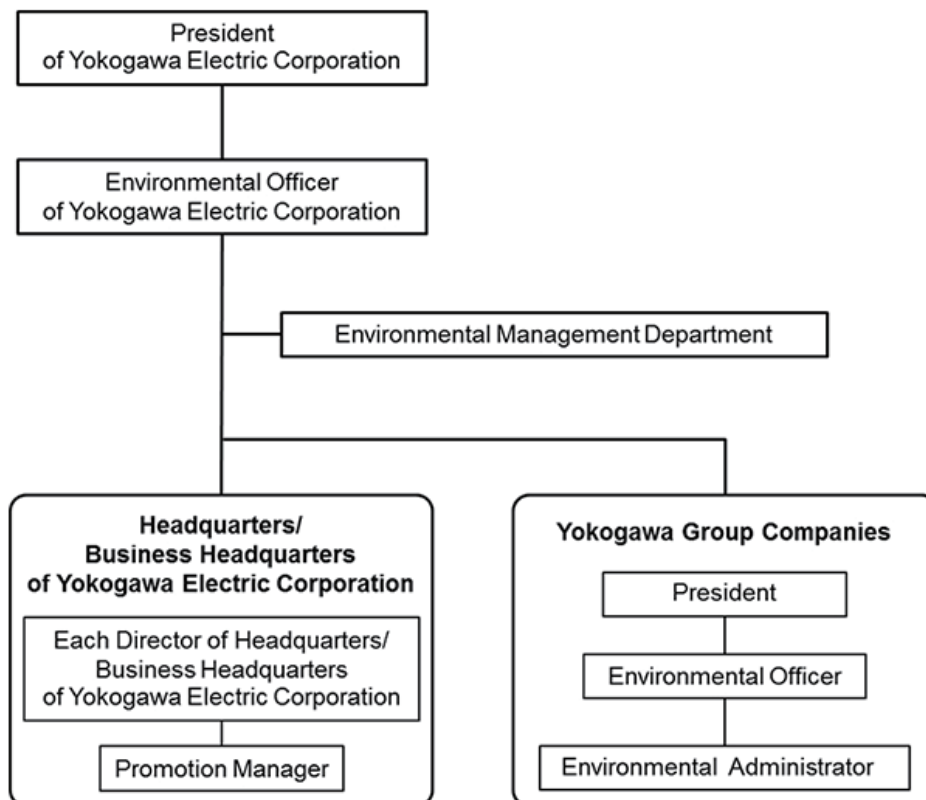 President
of Yokogawa Electric Corporation
Environmental Officer
of Yokogawa Electric Corporation
Environmental Management Department
Headquarters/
Business Headquarters
of Yokogawa Electric Corporation
Each Director of Headquarters/
Business Headquarters
of Yokogawa Electric Corporation
Promotion Manager
Yokogawa Group Companies
President
Environmental Officer
Environmental Administrator